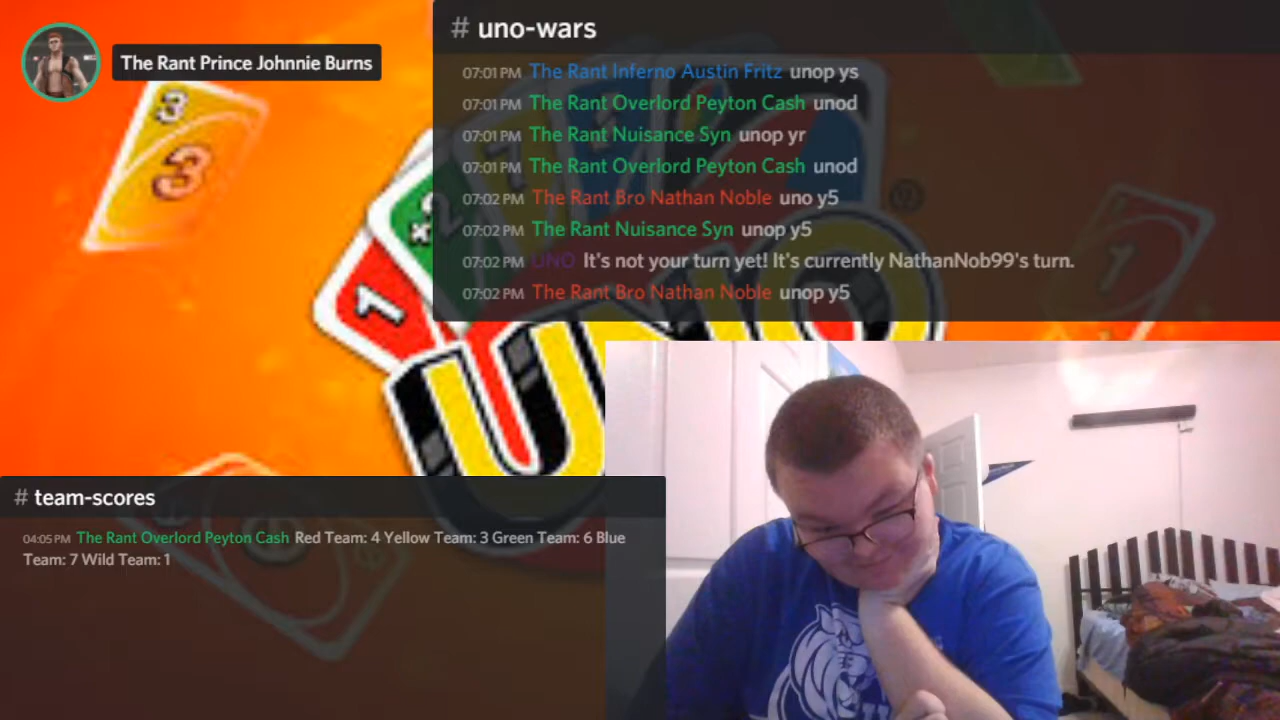 # uno-wars
The Rant Prince Johnnie Burns
07:01 PM The Rant Inferno Austin Fritz unop ys
07:01 PM The Rant Overlord Peyton Cash unod
07:01 PM The Rant Nuisance Syn unop yr
07:01 PM The Rant Overlord Peyton Cash unod
07:02 PM The Rant Bro Nathan Noble uno y5
07:02 PM The Rant Nuisance Syn unop y5
07:02 PM UNO It's not your turn yet! It's currently NathanNob99's turn.
07:02 PM The Rant Bro Nathan Noble unop y5
3
3
1
1
UNO
# team-scores
04:05 PM The Rant Overlord Peyton Cash Red Team: 4 Yellow Team: 3 Green Team: 6 Blue
Team: 7 Wild Team: 1